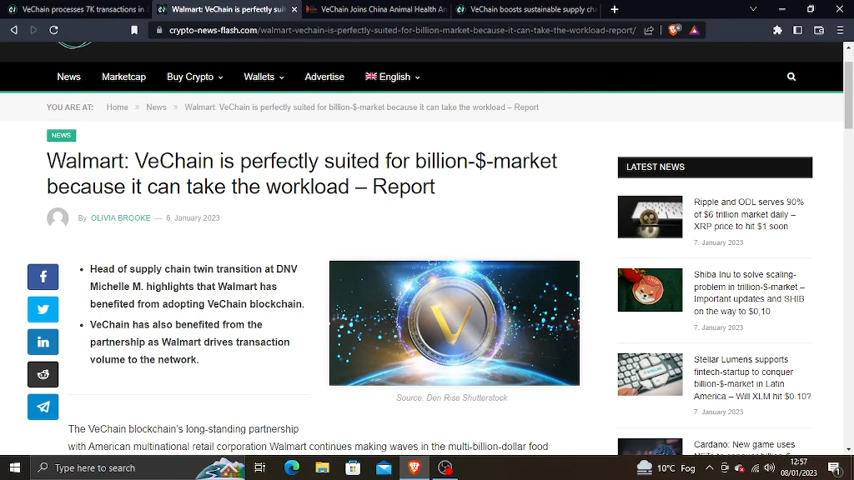 VeChain processes 7K transactions in
Walmart: VeChain is perfectly suit
VeChain Joins China Animal Health An
VeChain boosts sustainable supply cha
crypto-news-flash.com/walmart-vechain-is-perfectly-suited-for-billion-market-because-it-can-take-the-workload-report/
News
Marketcap
Buy Crypto
Wallets
Advertise
English
YOU ARE AT: Home » News » Walmart: VeChain is perfectly suited for billion-$-market because it can take the workload – Report
NEWS
Walmart: VeChain is perfectly suited for billion-$-market
because it can take the workload – Report
By OLIVIA BROOKE — 6. January 2023
• Head of supply chain twin transition at DNV
Michelle M. highlights that Walmart has
benefited from adopting VeChain blockchain.
• VeChain has also benefited from the
partnership as Walmart drives transaction
volume to the network.
Source: Den Rise Shutterstock
The VeChain blockchain's long-standing partnership
with American multinational retail corporation Walmart continues making waves in the multi-billion-dollar food
LATEST NEWS
Ripple and ODL serves 90%
of $6 trillion market daily –
XRP price to hit $1 soon
7. January 2023
Shiba Inu to solve scaling-
problem in trillion-$-market –
Important updates and SHIB
on the way to $0,10
7. January 2023
Stellar Lumens supports
fintech-startup to conquer
billion-$-market in Latin
America – Will XLM hit $0.10?
7. January 2023
Cardano: New game uses
Type here to search
10°C Fog
12:57
08/01/2023